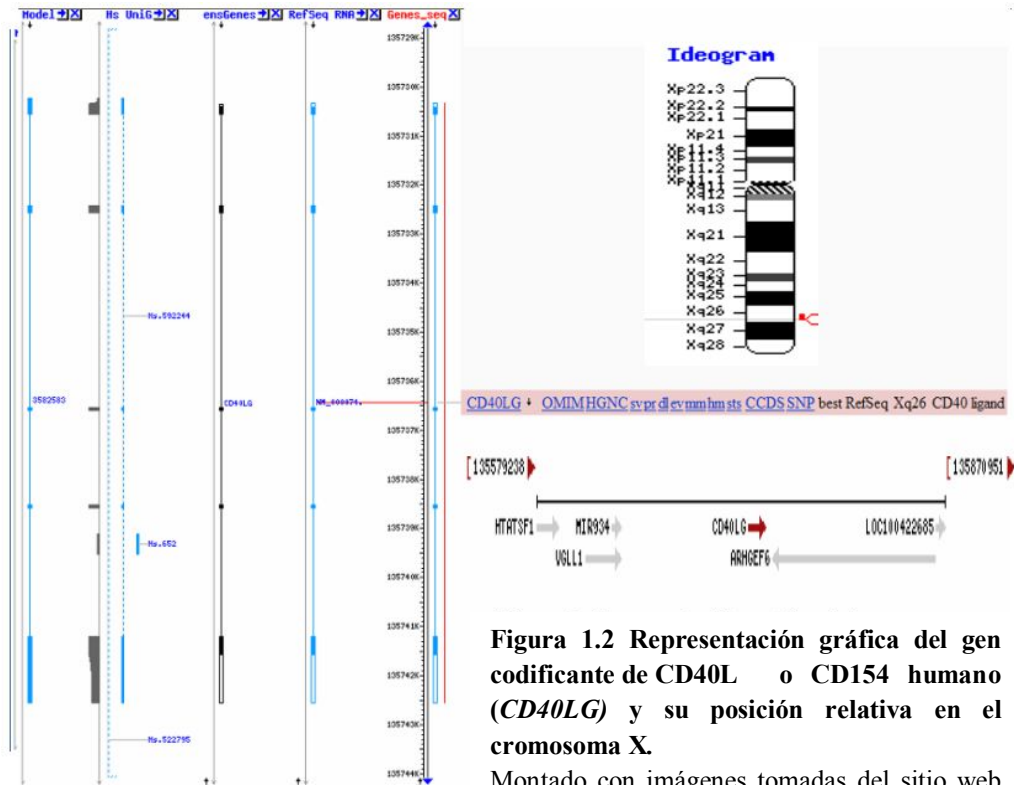 Model
Hs UniG
ensGenes
RefSeq RNA
Genes_seq
135729K
135730K
135731K
135732K
135733K
135734K
135735K
135736K
135737K
135738K
135739K
135740K
135741K
135742K
135743K
135744K
Hs.592244
3582583
CD40LG
Hs.652
Hs.522795
Ideogram
Xp22.3
Xp22.2
Xp22.1
Xp21
Xp11.4
Xp11.3
Xp11.2
Xp11.1
Xq11
Xq12
Xq13
Xq21
Xq22
Xq23
Xq24
Xq25
Xq26
Xq27
Xq28
CD40LG OMIM HGNC sv pr dl ev mm hm sts CCDS SNP best RefSeq Xq26 CD40 ligand
[135579238 [135870951
HTATSF1 MIR934 CD40LG LOC100422685
VGLL1 ARHGEF6
Figura 1.2 Representación gráfica del gen
codificante de CD40L o CD154 humano
(CD40LG) y su posición relativa en el
cromosoma X.
Montado con imágenes tomadas del sitio web